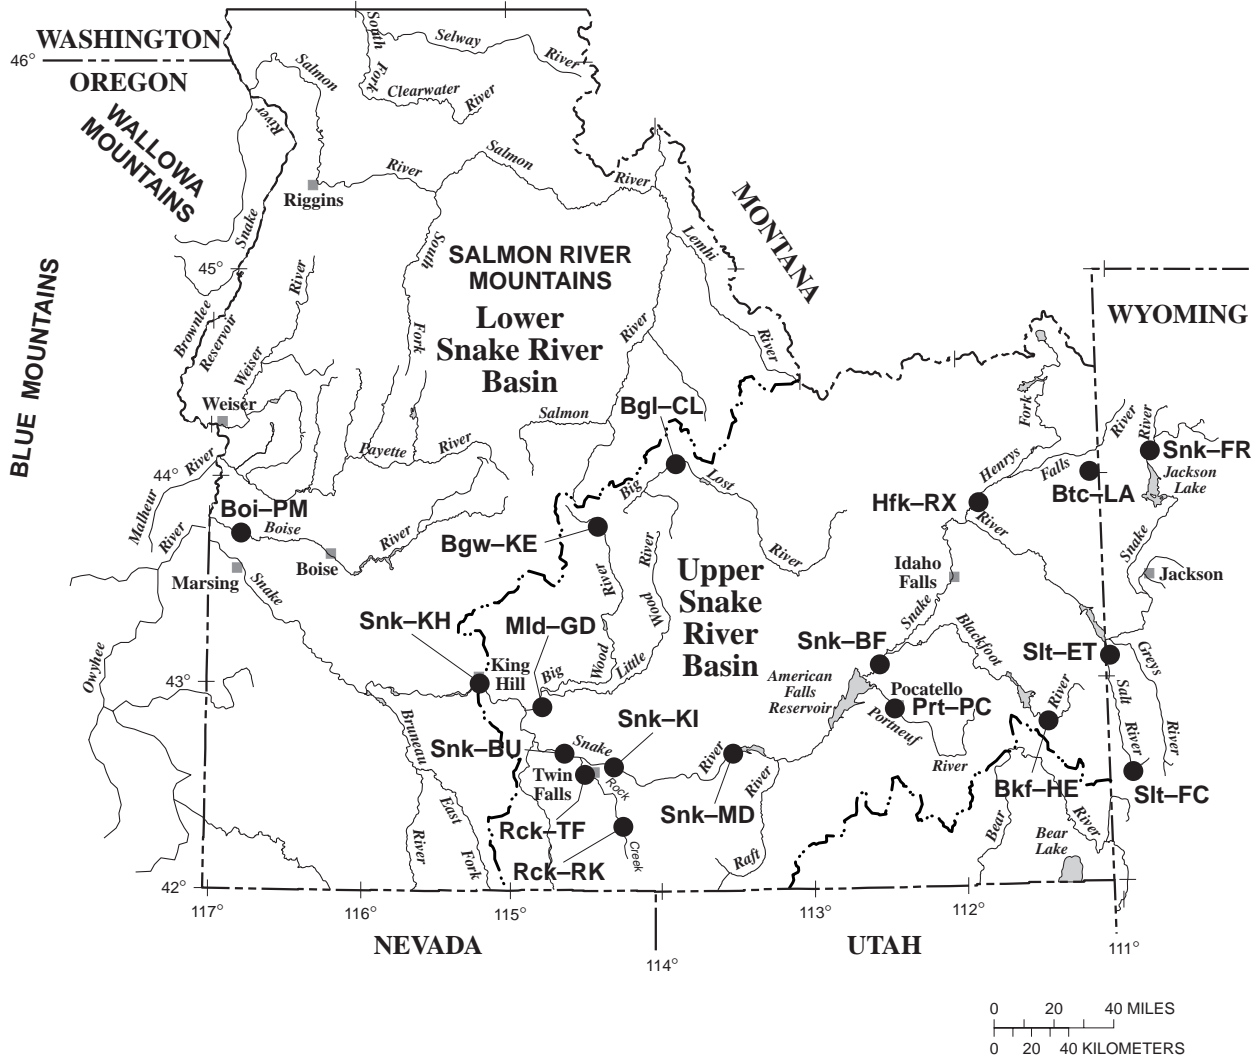 WASHINGTON
46°
OREGON
WALLOWA
MOUNTAINS
BLUE MOUNTAINS
South
Fork
Selway
River
Clearwater
River
Salmon
River
Riggins
River
Salmon
River
Snake
South
Fork
SALMON RIVER
MOUNTAINS
Lemhi
River
MONTANA
45°
River
Brownlee
Reservoir
Weiser
Weiser
Lower
Snake River
Basin
River
WYOMING
Salmon
Bgl–CL
Payette
River
Fork
Henrys
Falls
River
River
Snk–FR
Jackson
Lake
Btc–LA
44°
River
Malheur
River
Boi–PM
Boise
River
Boise
Marsing
Snake
Big
Lost
River
Bgw–KE
River
River
Wood
Wood
Little
Big
Hfk–RX
River
Idaho
Falls
Snake
Snake
Jackson
Upper
Snake
River
Basin
Snk–KH
Mld–GD
King
Hill
Snk–BF
Blackfoot
Slt–ET
Greys
River
Salt
River
American
Falls
Reservoir
Pocatello
Prt–PC
Portneuf
River
River
Owyhee
43°
Bruneau
River
East
Fork
Snk–KI
Snk–BU
Snake
Twin
Falls
Rock
Creek
River
River
Snk–MD
Raft
Rck–TF
Rck–RK
Bkf–HE
Slt–FC
Bear
River
Bear
Lake
42°
117°
116°
115°
114°
113°
112°
111°
NEVADA
UTAH
0 20 40 MILES
0 20 40 KILOMETERS